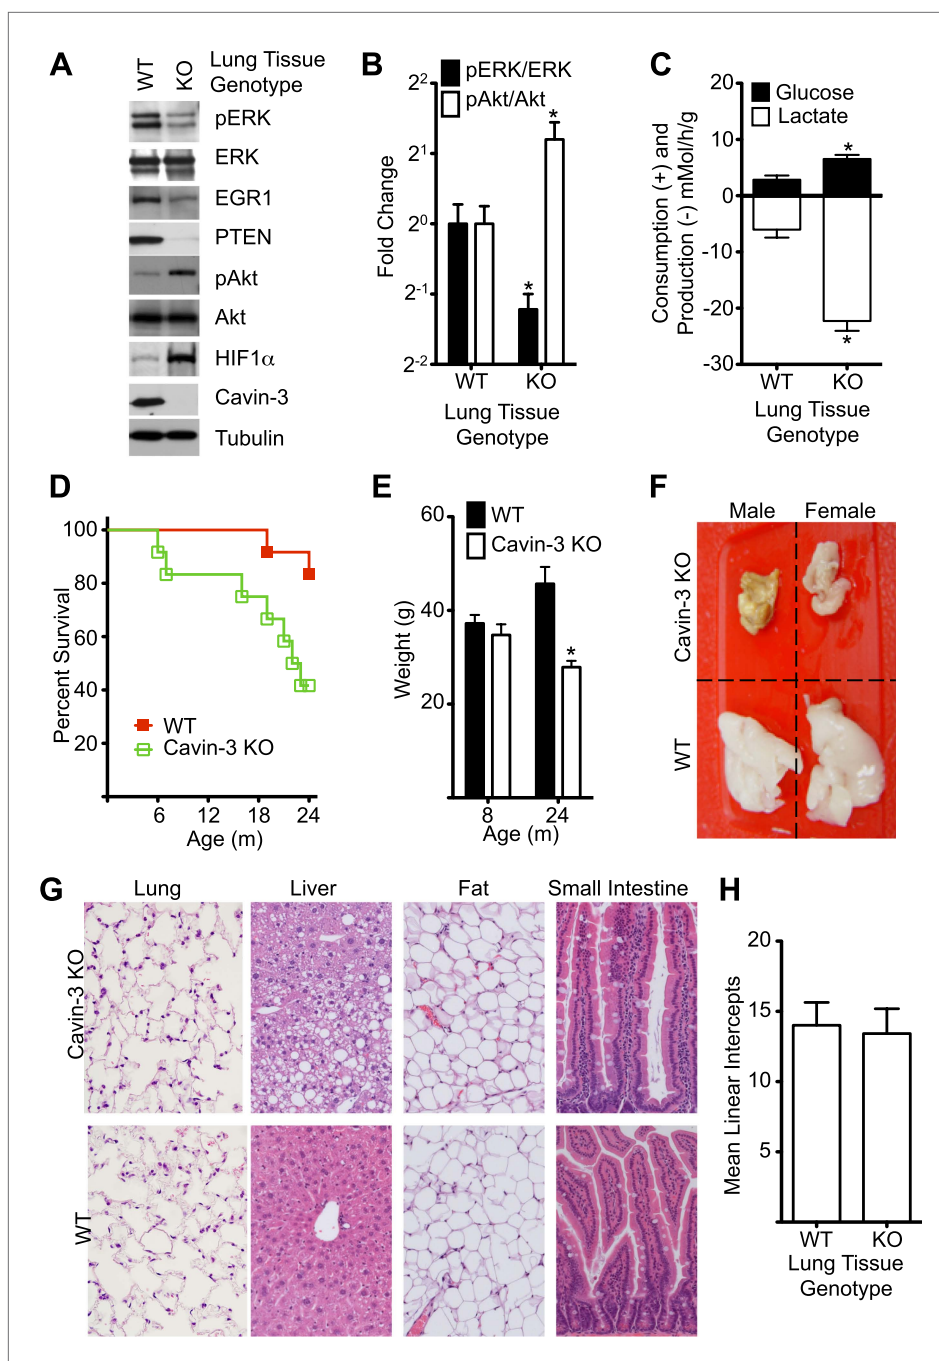 A
WT
KO
Lung Tissue
Genotype
pERK
ERK
EGR1
PTEN
pAkt
Akt
HIF1α
Cavin-3
Tubulin
B
pERK/ERK
pAkt/Akt
2²
2¹
2⁰
2⁻¹
2⁻²
Fold Change
*
*
WT
KO
Lung Tissue
Genotype
C
Glucose
Lactate
20
10
0
-10
-20
-30
Consumption (+) and
Production (-) mMol/h/g
*
*
WT
KO
Lung Tissue
Genotype
D
100
80
60
40
20
Percent Survival
WT
Cavin-3 KO
6 12 18 24
Age (m)
E
WT
Cavin-3 KO
60
40
20
Weight (g)
*
8 24
Age (m)
F
Male Female
Cavin-3 KO
WT
G
Lung Liver Fat Small Intestine
Cavin-3 KO
WT
H
20
15
13
5
Mean Linear Intercepts
WT KO
Lung Tissue
Genotype